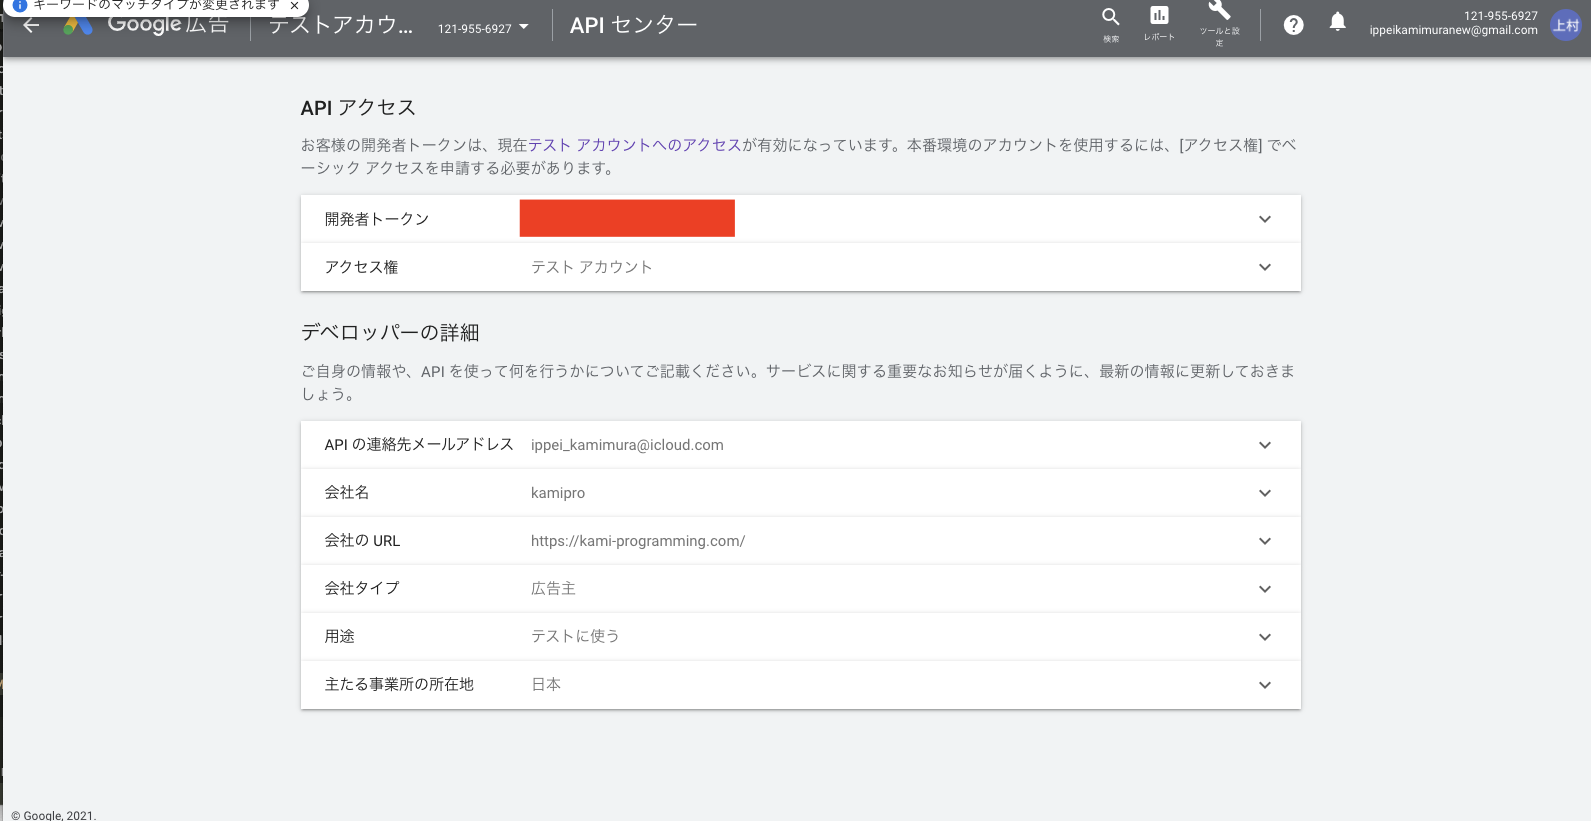 キーワードのマッチタイプが変更されます ×
Google 広告
テストアカウ...
121-955-6927
API センター
検索
レポート
ツールと設
定
121-955-6927
ippeikamimuranew@gmail.com
上村
API アクセス
お客様の開発者トークンは、現在テスト アカウントへのアクセスが有効になっています。本番環境のアカウントを使用するには、[アクセス権] でベ
ーシック アクセスを申請する必要があります。
開発者トークン
アクセス権 テスト アカウント
デベロッパーの詳細
ご自身の情報や、API を使って何を行うかについてご記載ください。サービスに関する重要なお知らせが届くように、最新の情報に更新しておきま
しょう。
API の連絡先メールアドレス ippei_kamimura@icloud.com
会社名 kamipro
会社の URL https://kami-programming.com/
会社タイプ 広告主
用途 テストに使う
主たる事業所の所在地 日本
© Google, 2021.